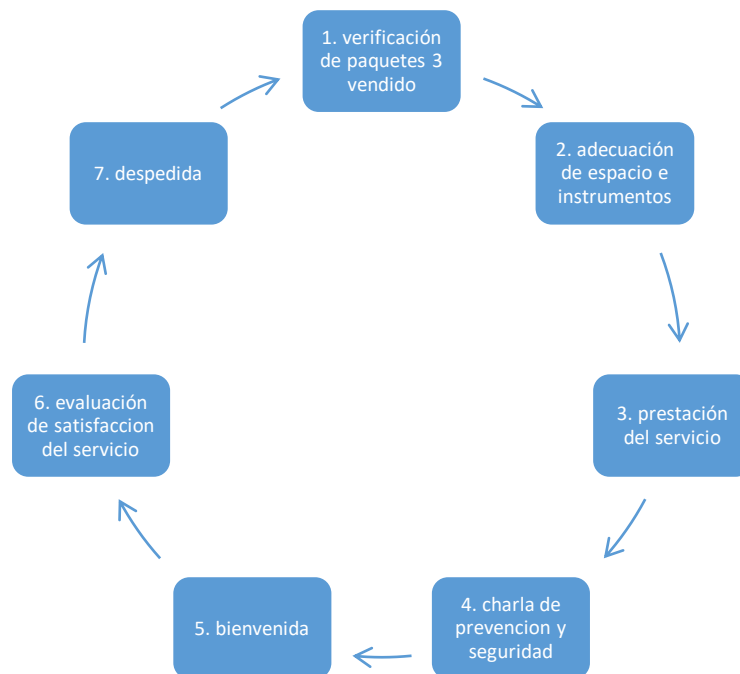 1. verificación
de paquetes 3
vendido
2. adecuación
de espacio e
instrumentos
3. prestación
del servicio
4. charla de
prevencion y
seguridad
5. bienvenida
6. evaluación
de satisfaccion
del servicio
7. despedida